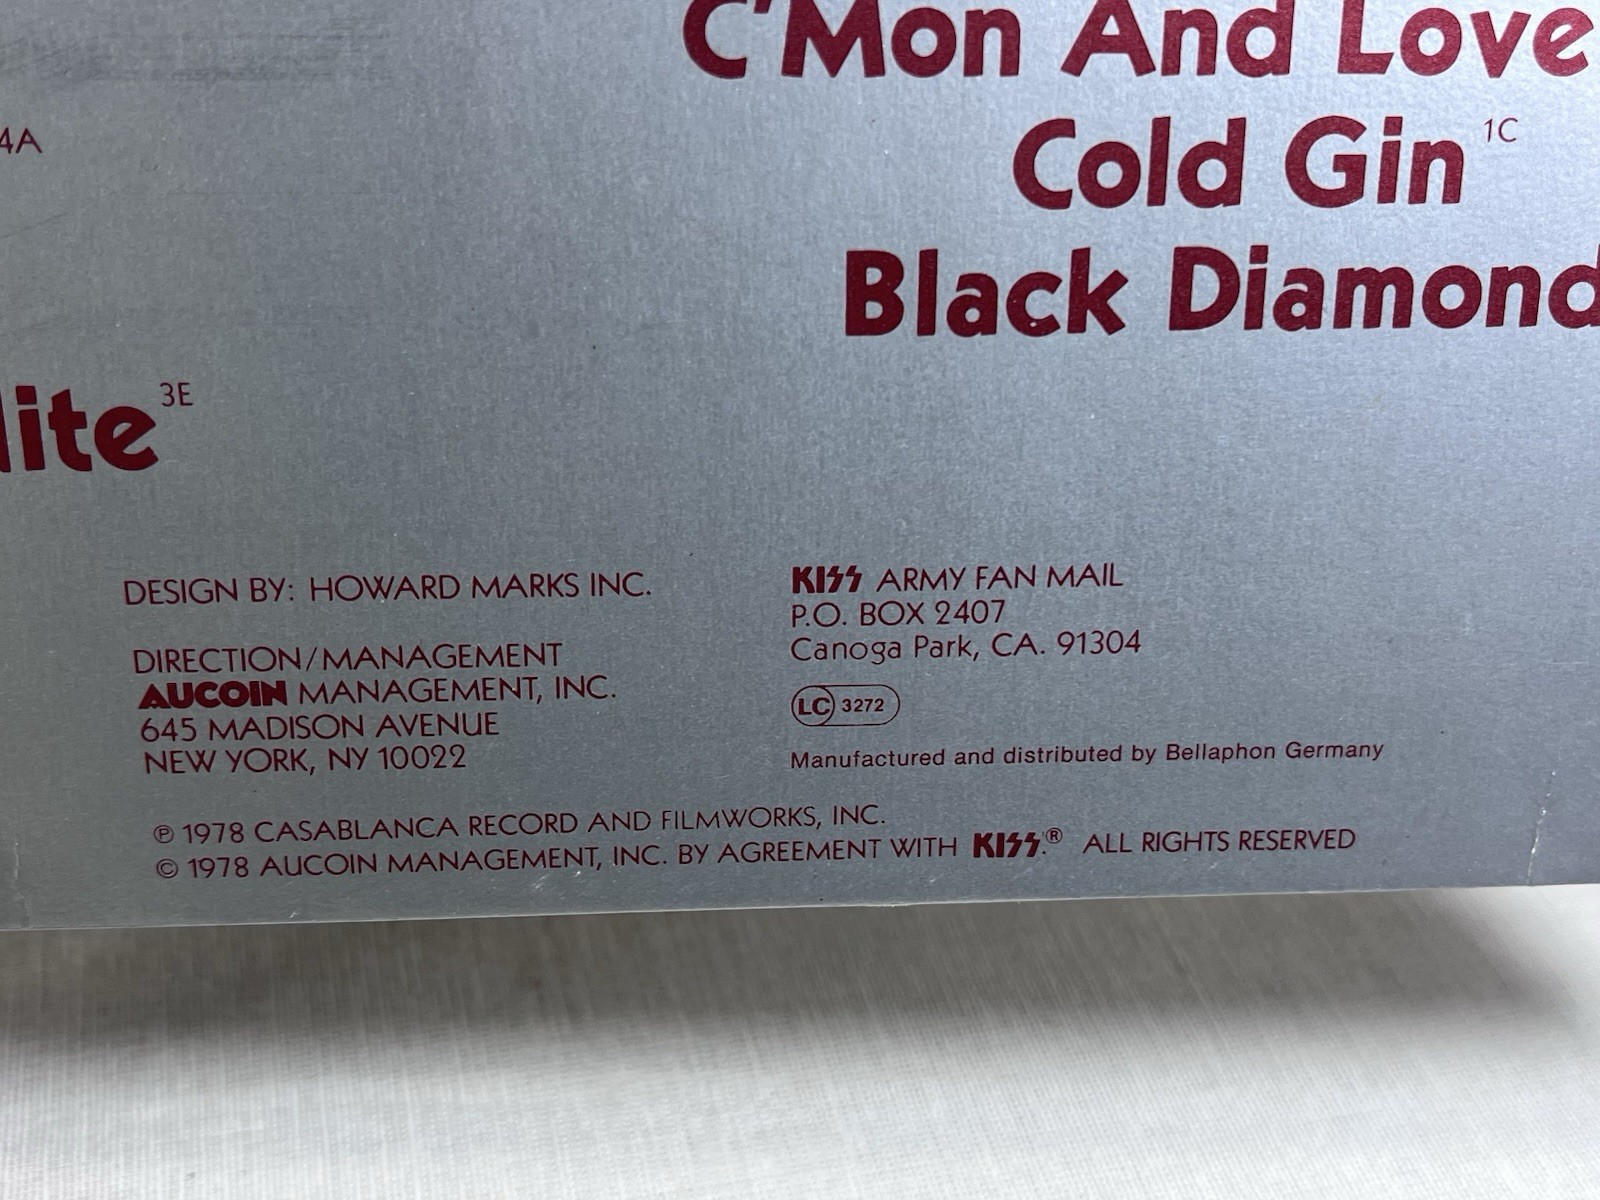 C'Mon And Love
4A
Cold Gin 1C
Black Diamond
lite 3E
DESIGN BY: HOWARD MARKS INC.
DIRECTION/MANAGEMENT
AUCOIN MANAGEMENT, INC.
645 MADISON AVENUE
NEW YORK, NY 10022
KISS ARMY FAN MAIL
P.O. BOX 2407
Canoga Park, CA. 91304
LC 3272
Manufactured and distributed by Bellaphon Germany
℗ 1978 CASABLANCA RECORD AND FILMWORKS, INC.
© 1978 AUCOIN MANAGEMENT, INC. BY AGREEMENT WITH KISS.® ALL RIGHTS RESERVED